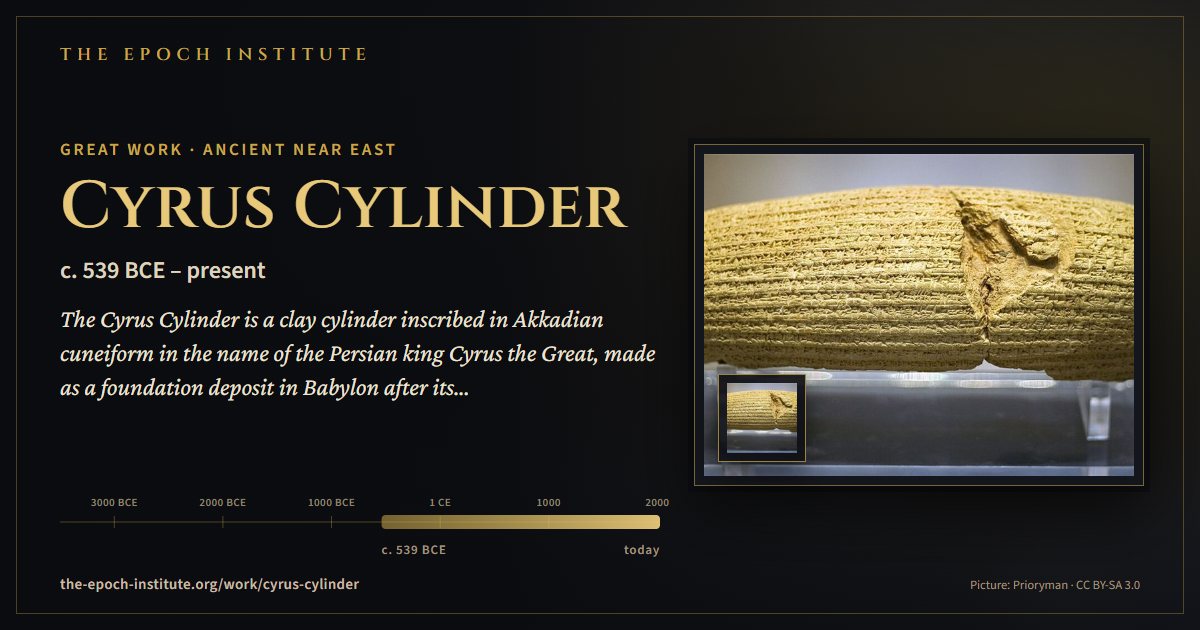 THE EPOCH INSTITUTE
GREAT WORK · ANCIENT NEAR EAST
CYRUS CYLINDER
c. 539 BCE – present
The Cyrus Cylinder is a clay cylinder inscribed in Akkadian
cuneiform in the name of the Persian king Cyrus the Great, made
as a foundation deposit in Babylon after its...
3000 BCE 2000 BCE 1000 BCE 1 CE 1000 2000
c. 539 BCE today
the-epoch-institute.org/work/cyrus-cylinder
Picture: Prioryman · CC BY-SA 3.0